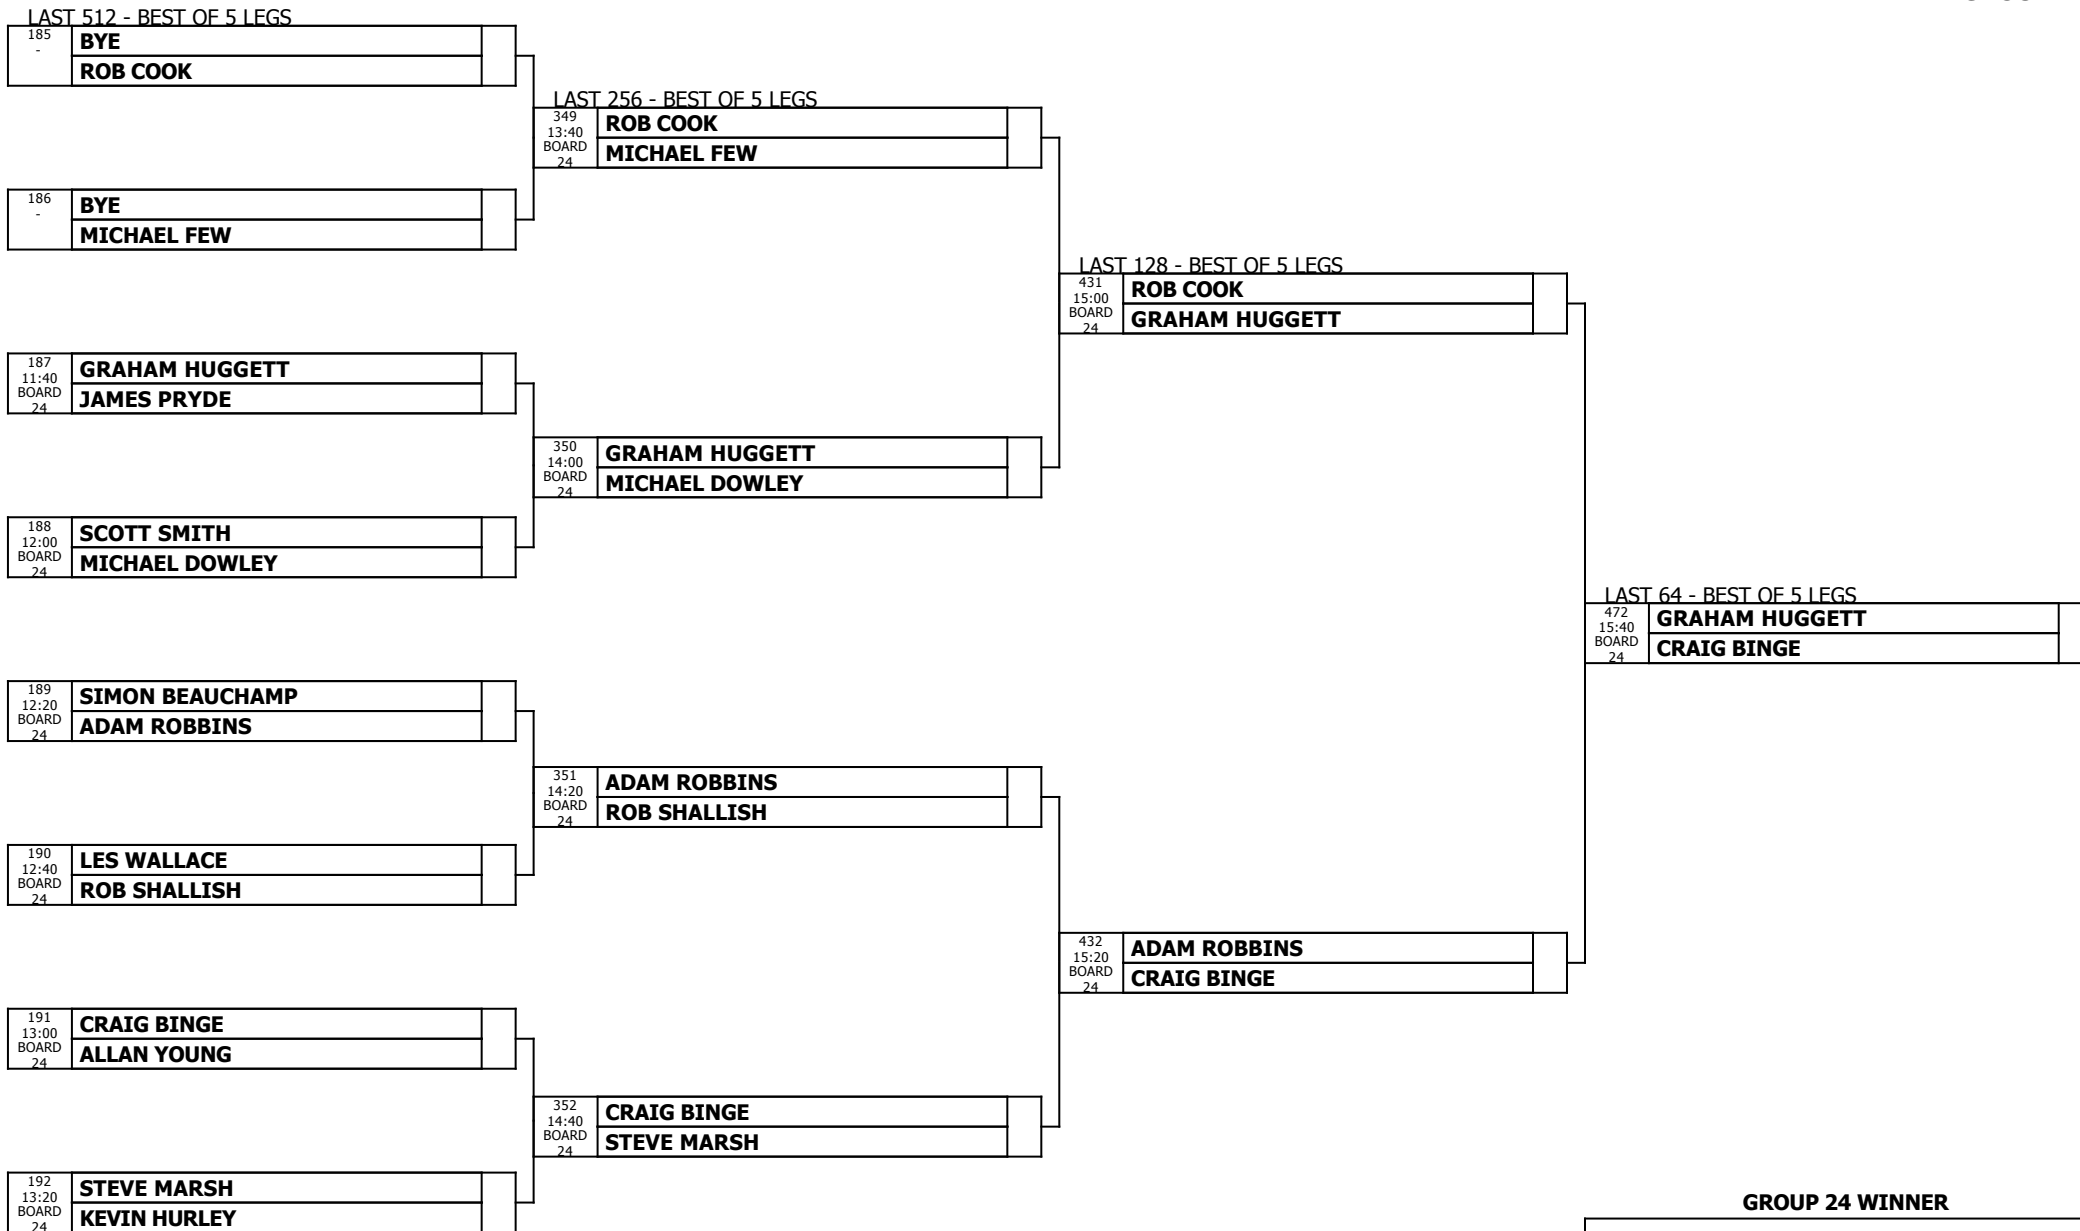 LAST 512 - BEST OF 5 LEGS
185
-
BYE
ROB COOK
186
-
BYE
MICHAEL FEW
187
11:40
BOARD
24
GRAHAM HUGGETT
JAMES PRYDE
188
12:00
BOARD
24
SCOTT SMITH
MICHAEL DOWLEY
189
12:20
BOARD
24
SIMON BEAUCHAMP
ADAM ROBBINS
190
12:40
BOARD
24
LES WALLACE
ROB SHALLISH
191
13:00
BOARD
24
CRAIG BINGE
ALLAN YOUNG
192
13:20
BOARD
24
STEVE MARSH
KEVIN HURLEY
LAST 256 - BEST OF 5 LEGS
349
13:40
BOARD
24
ROB COOK
MICHAEL FEW
350
14:00
BOARD
24
GRAHAM HUGGETT
MICHAEL DOWLEY
351
14:20
BOARD
24
ADAM ROBBINS
ROB SHALLISH
352
14:40
BOARD
24
CRAIG BINGE
STEVE MARSH
LAST 128 - BEST OF 5 LEGS
431
15:00
BOARD
24
ROB COOK
GRAHAM HUGGETT
432
15:20
BOARD
24
ADAM ROBBINS
CRAIG BINGE
LAST 64 - BEST OF 5 LEGS
472
15:40
BOARD
24
GRAHAM HUGGETT
CRAIG BINGE
GROUP 24 WINNER